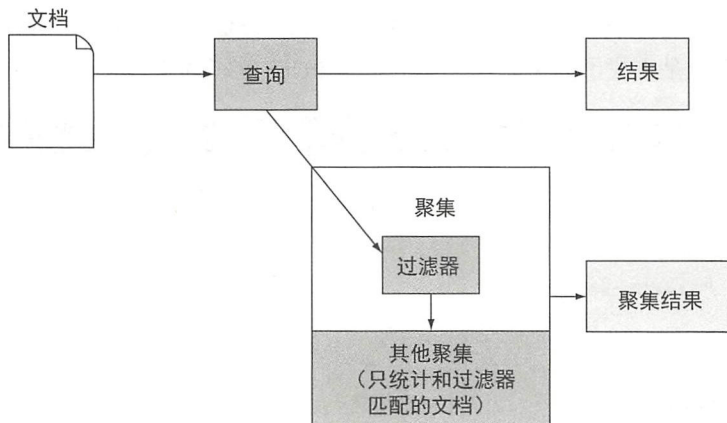 文档
查询
结果
聚集
过滤器
聚集结果
其他聚集
（只统计和过滤器
匹配的文档）